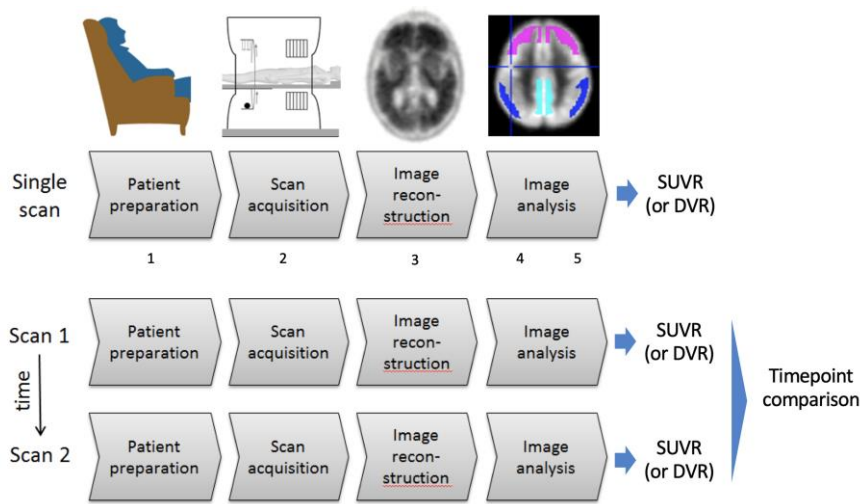 Single
scan
Patient
preparation
Scan
acquisition
Image
recon-
struction
Image
analysis
SUVR
(or DVR)
1
2
3
4
5
Scan 1
Patient
preparation
Scan
acquisition
Image
recon-
struction
Image
analysis
SUVR
(or DVR)
time
Timepoint
comparison
Scan 2
Patient
preparation
Scan
acquisition
Image
recon-
struction
Image
analysis
SUVR
(or DVR)